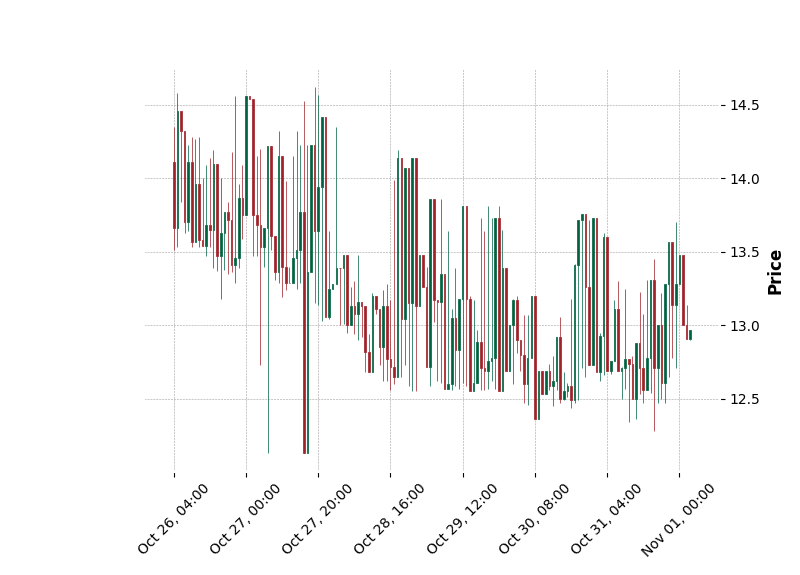 14.5
14.0
13.5
13.0
12.5
Price
Oct 26, 04:00
Oct 27, 00:00
Oct 27, 20:00
Oct 28, 16:00
Oct 29, 12:00
Oct 30, 08:00
Oct 31, 04:00
Nov 01, 00:00